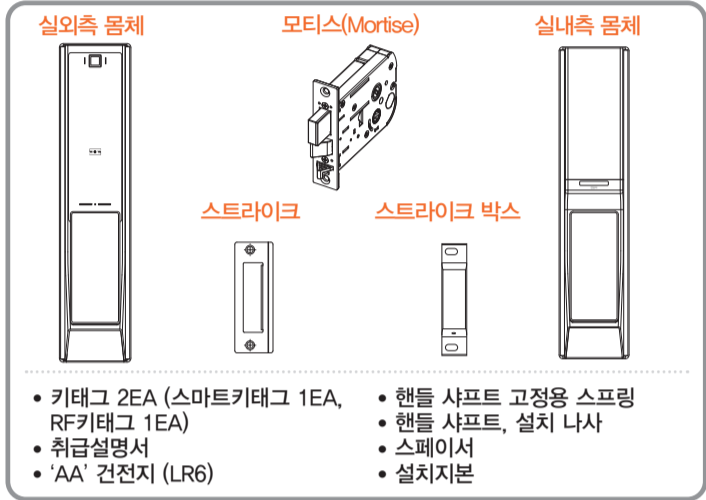 실외측 몸체
모티스(Mortise)
실내측 몸체
스트라이크
스트라이크 박스
• 키태그 2EA (스마트키태그 1EA,
RF키태그 1EA)
• 취급설명서
• ‘AA’ 건전지 (LR6)
• 핸들 샤프트 고정용 스프링
• 핸들 샤프트, 설치 나사
• 스페이서
• 설치지본